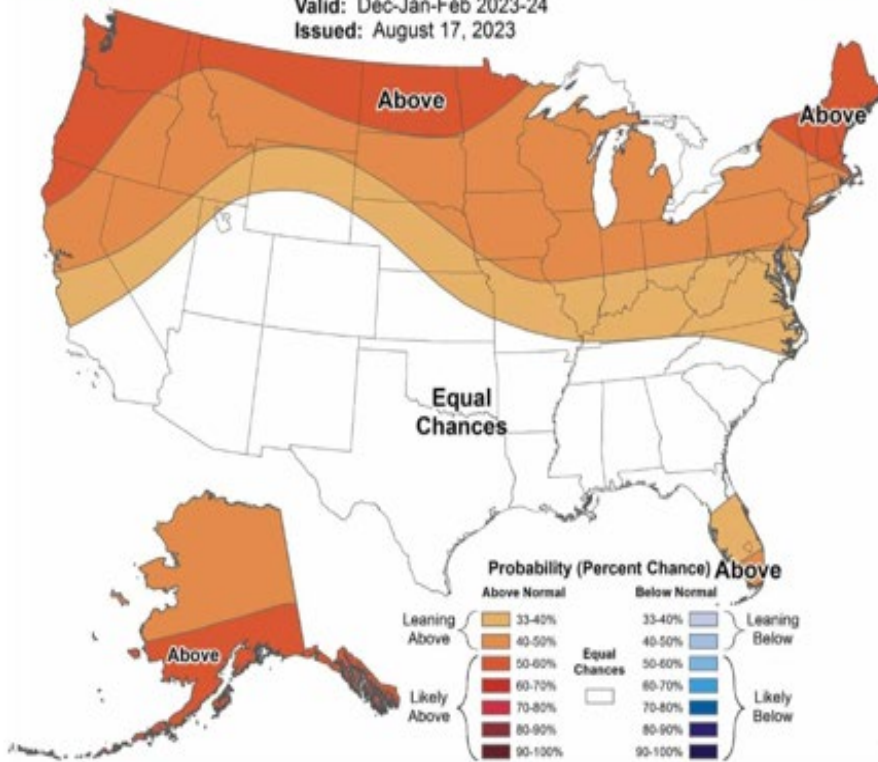 Valid: Dec-Jan-Feb 2023-24
Issued: August 17, 2023
Above
Above
Equal
Chances
Above
Above
Probability (Percent Chance)
Above Normal
Below Normal
Leaning
Above
33-40%
40-50%
Likely
Above
50-60%
60-70%
70-80%
80-90%
90-100%
Equal
Chances
33-40%
40-50%
Leaning
Below
50-60%
60-70%
70-80%
80-90%
90-100%
Likely
Below